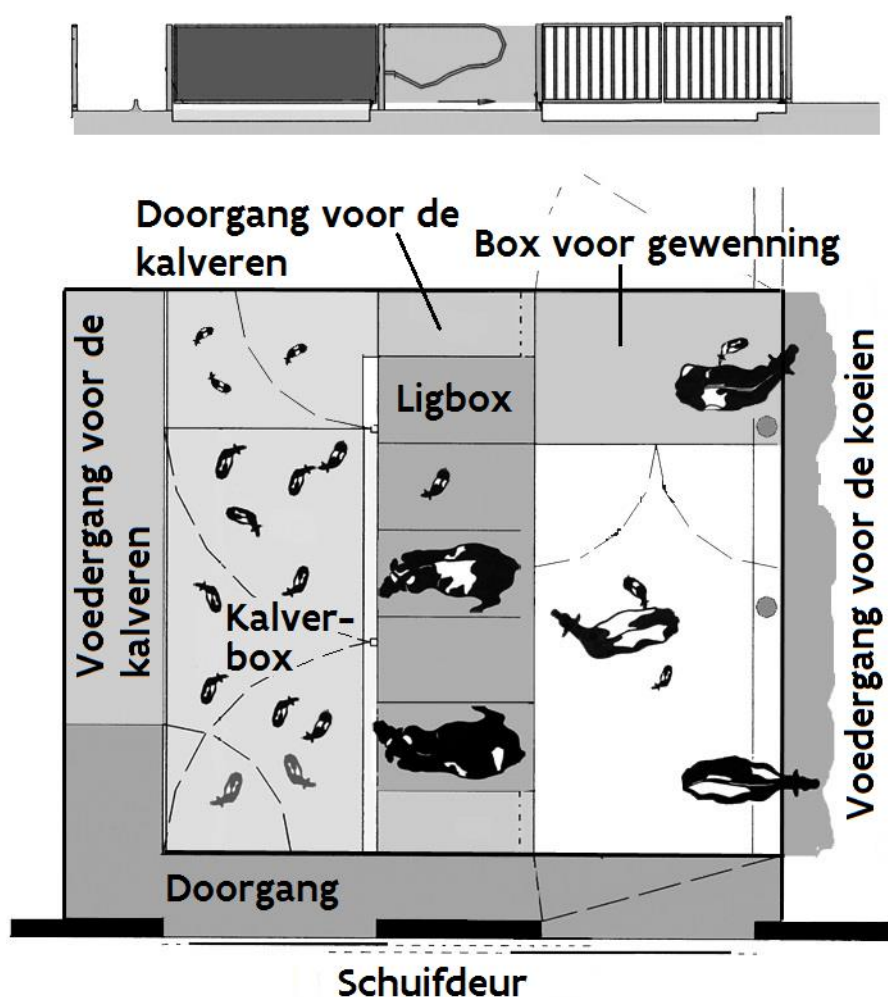 Doorgang voor de
kalveren
Box voor gewenning
Voedergang voor de
kalveren
Ligbox
Kalver-
box
Voedergang voor de koeien
Doorgang
Schuifdeur